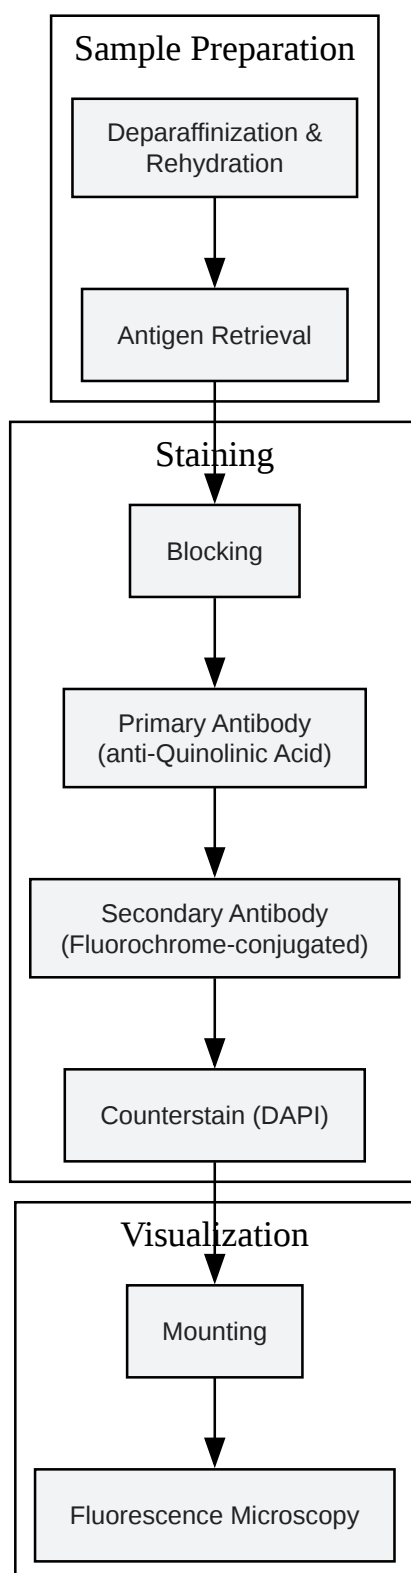 Sample Preparation
Deparaffinization &
Rehydration
Antigen Retrieval
Staining
Blocking
Primary Antibody
(anti-Quinolinic Acid)
Secondary Antibody
(Fluorochrome-conjugated)
Counterstain (DAPI)
Visualization
Mounting
Fluorescence Microscopy